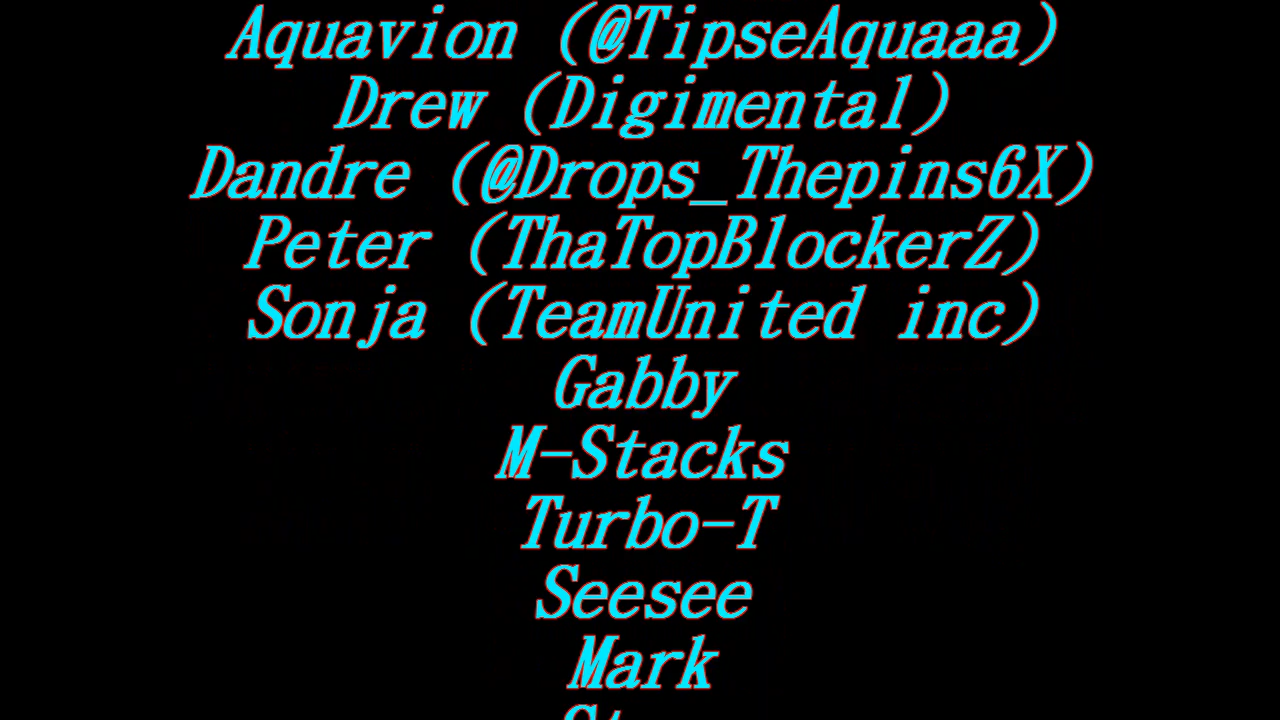 Aquavion (@TipseAquaaa)
Drew (Digimental)
Dandre (@Drops_Thepins6X)
Peter (ThaTopBlockerZ)
Sonja (TeamUnited inc)
Gabby
M-Stacks
Turbo-T
Seesee
Mark